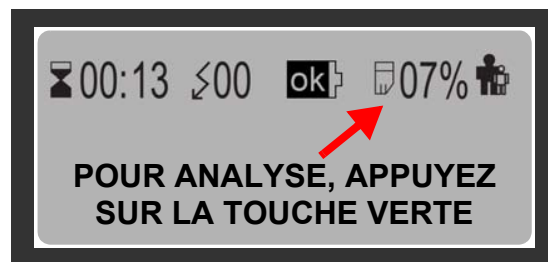 00:13 00 ok 07%
POUR ANALYSE, APPUYEZ
SUR LA TOUCHE VERTE